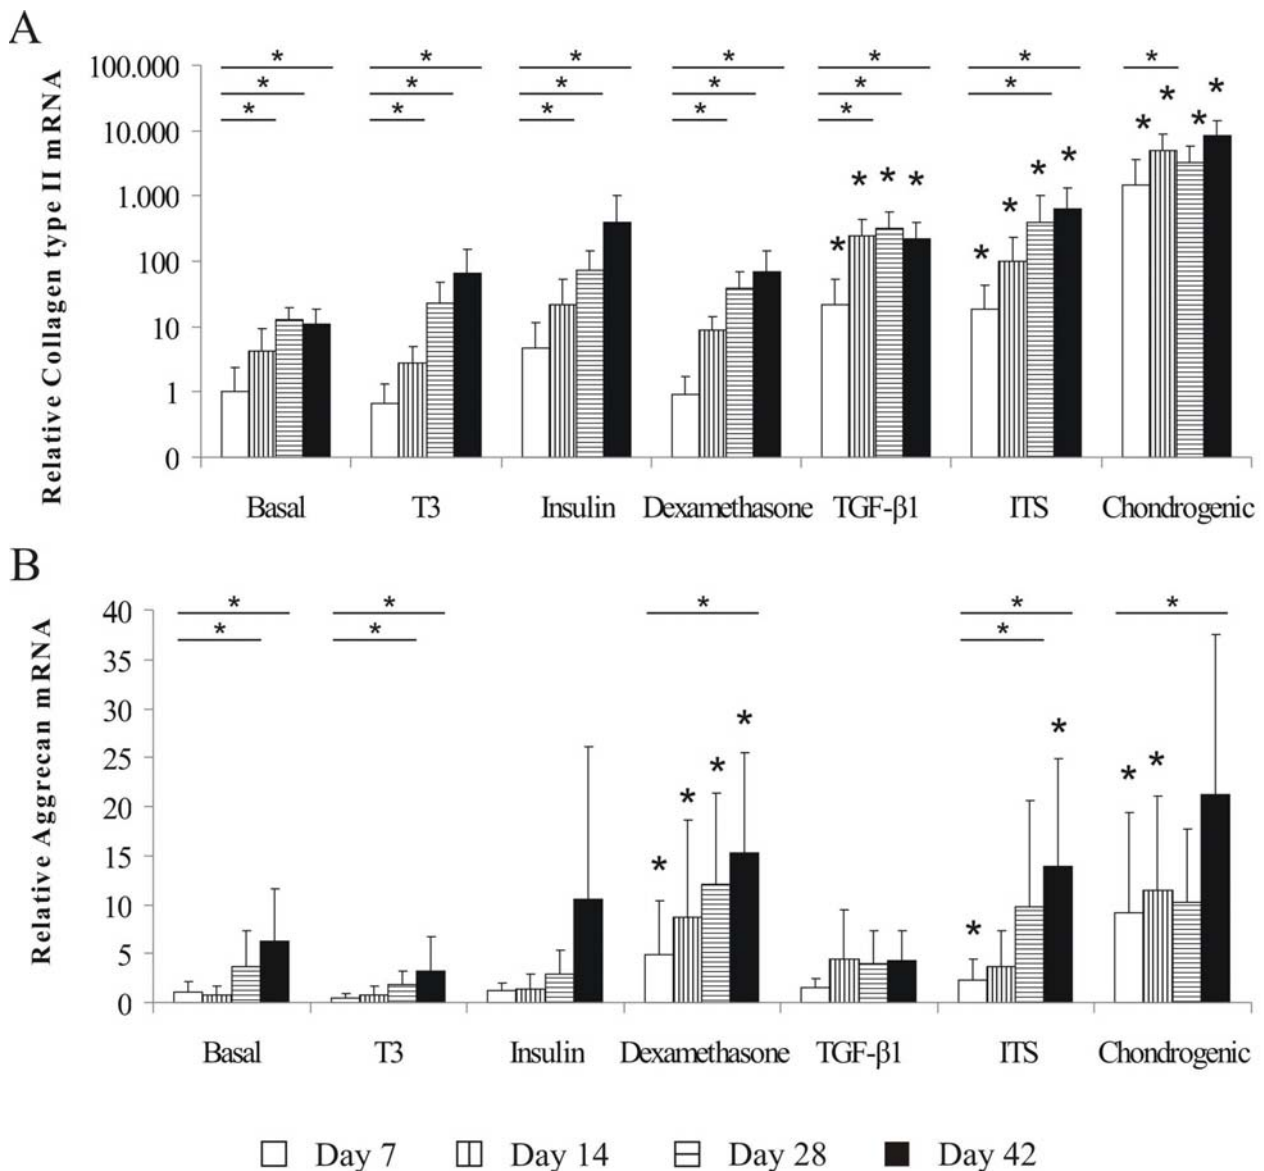 A
Relative Collagen type II mRNA
* * * * * * *
* * * * * *
* * * * *
100.000
10.000
1.000
100
10
1
0
* * * * * * * * * * * *
Basal T3 Insulin Dexamethasone TGF-β1 ITS Chondrogenic
B
Relative Aggrecan mRNA
* * * * *
* * *
40
35
30
25
20
15
10
5
0
* * * * * * * *
Basal T3 Insulin Dexamethasone TGF-β1 ITS Chondrogenic
Day 7 Day 14 Day 28 Day 42